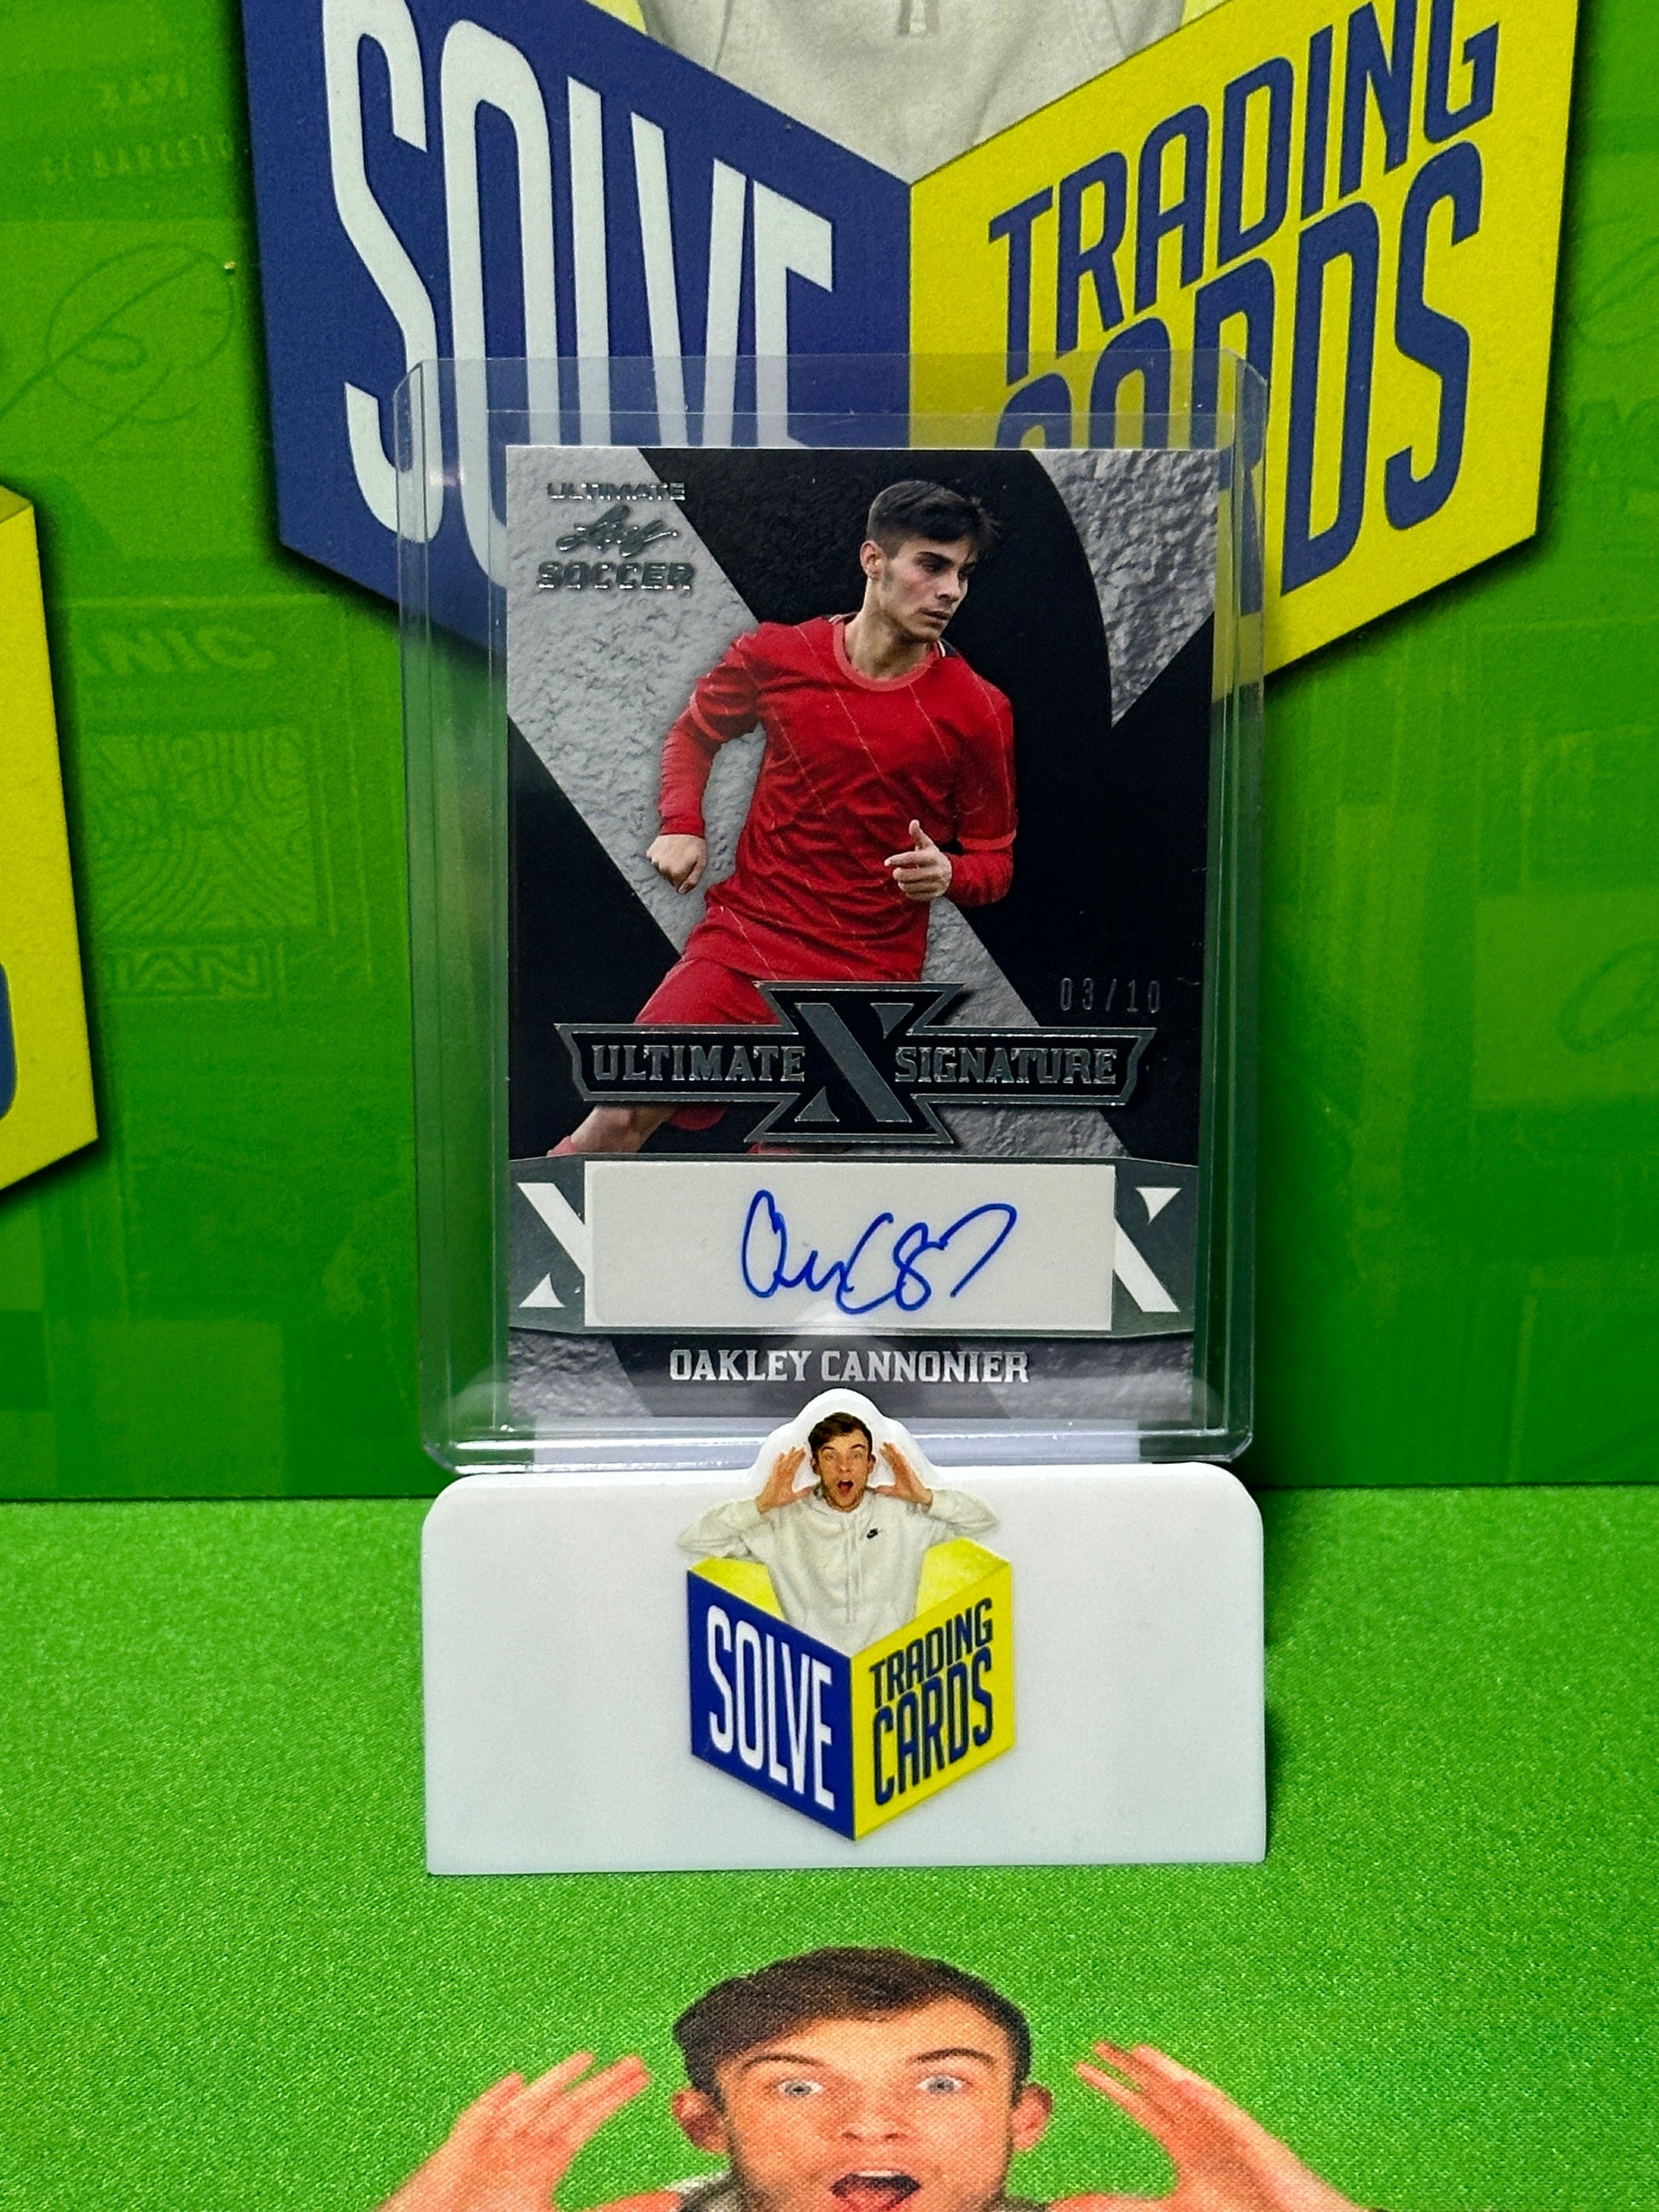 SOLVE
TRADING
CARDS
ULTIMATE
Leaf
SOCCER
03/10
ULTIMATE X SIGNATURE
OAKLEY CANNONIER
SOLVE
TRADING
CARDS